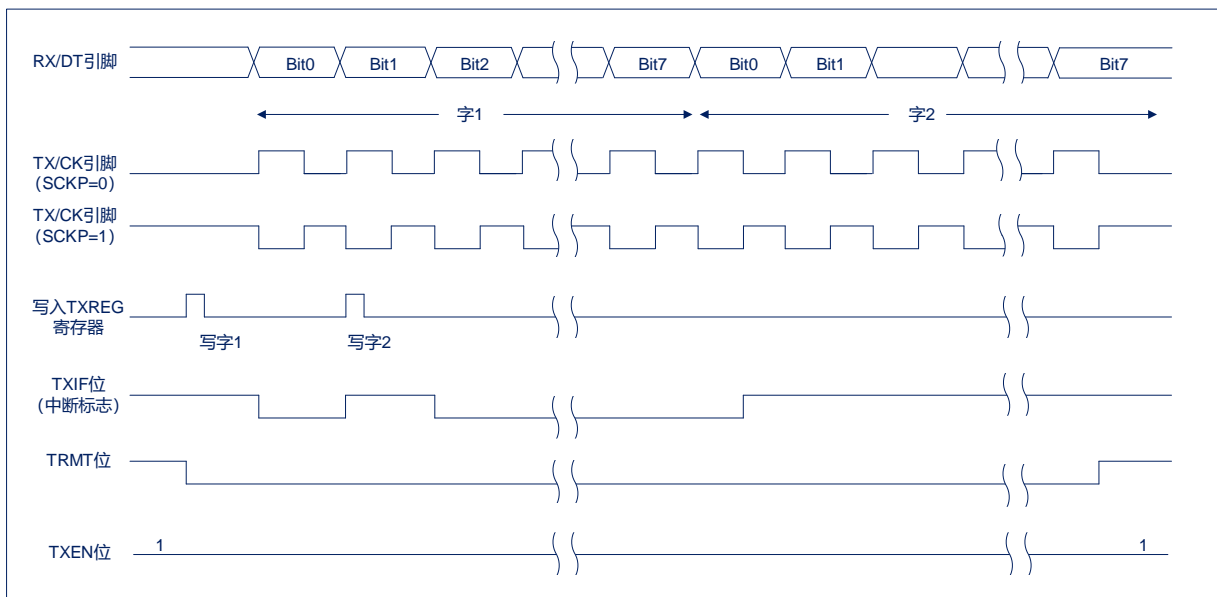 RX/DT引脚
Bit0 Bit1 Bit2 Bit7 Bit0 Bit1 Bit7
字1 字2
TX/CK引脚
（SCKP=0）
TX/CK引脚
（SCKP=1）
写入TXREG
寄存器
写字1 写字2
TXIF位
（中断标志）
TRMT位
TXEN位
1 1